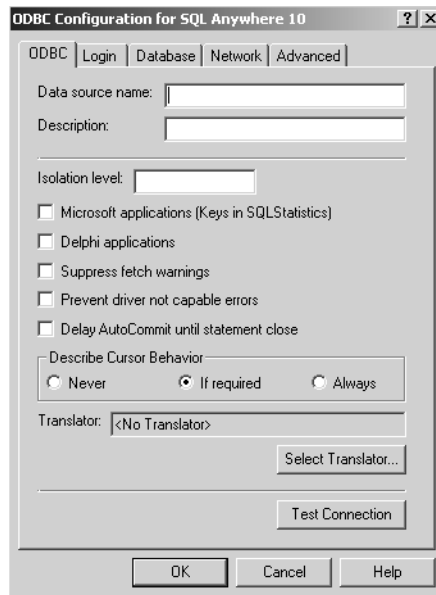 ODBC Configuration for SQL Anywhere 10
ODBC Login Database Network Advanced
Data source name:
Description:
Isolation level:
Microsoft applications (Keys in SQLStatistics)
Delphi applications
Suppress fetch warnings
Prevent driver not capable errors
Delay AutoCommit until statement close
Describe Cursor Behavior
Never If required Always
Translator: <No Translator>
Select Translator...
Test Connection
OK Cancel Help